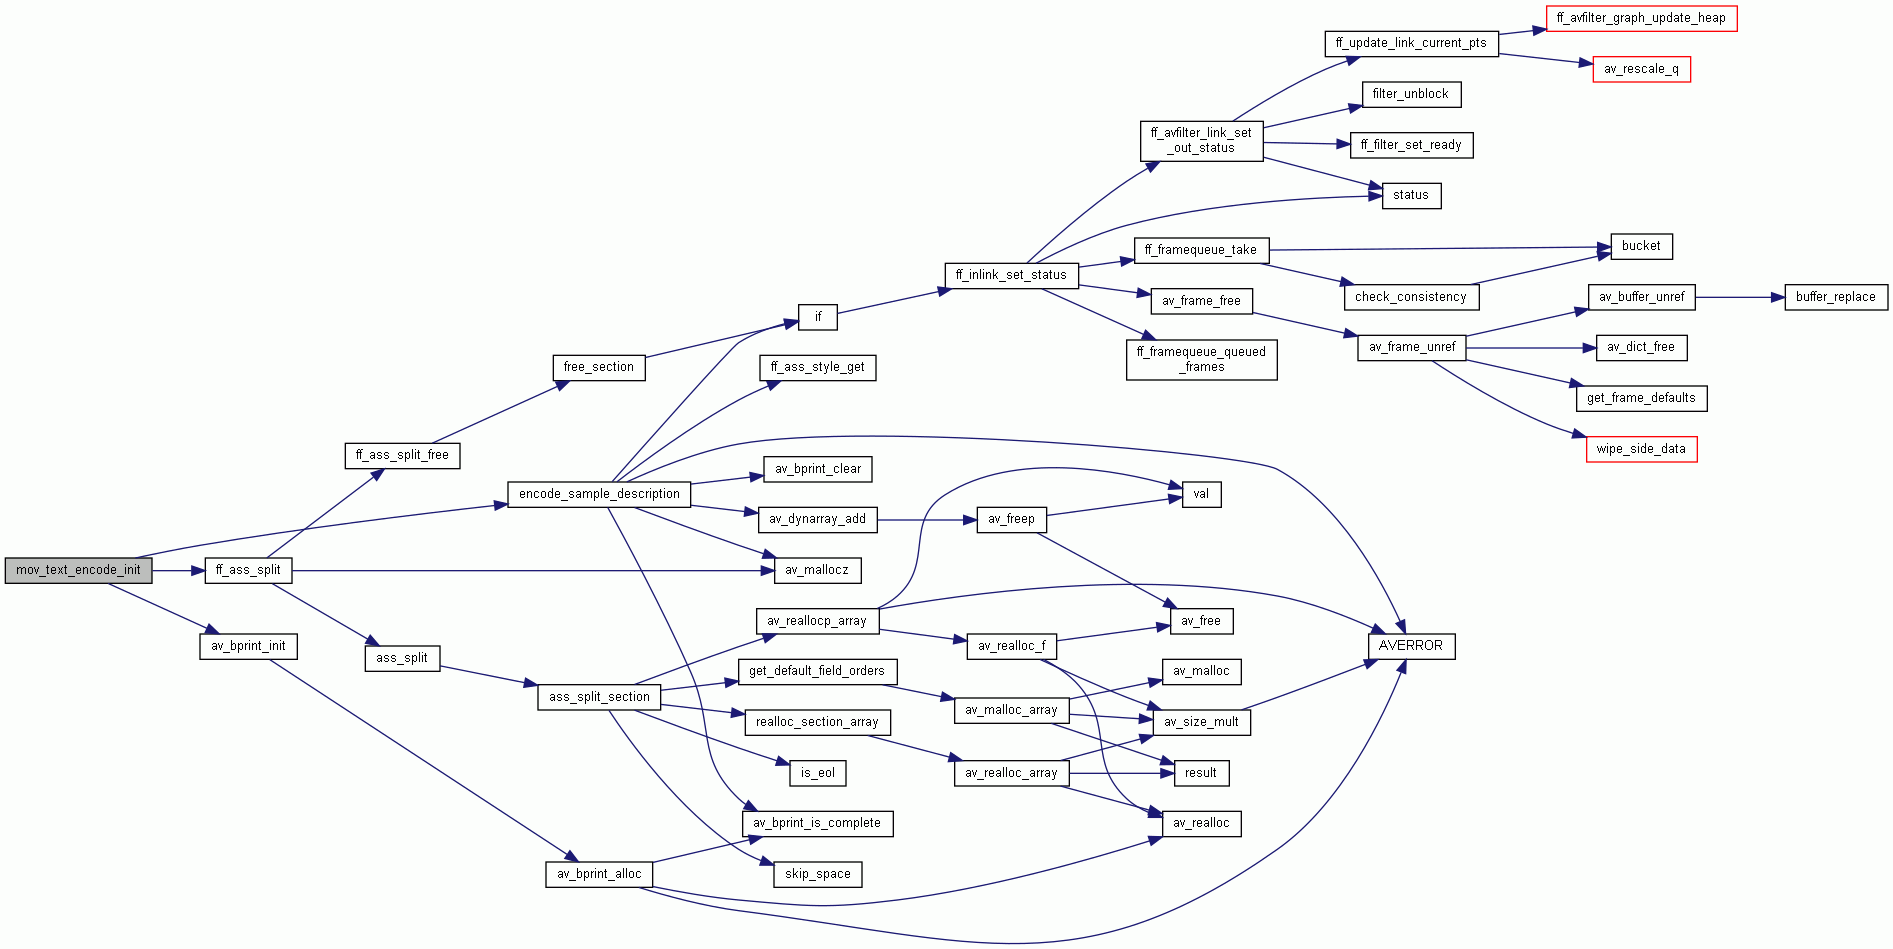 ff_avfilter_graph_update_heap
ff_update_link_current_pts
av_rescale_q
filter_unblock
ff_avfilter_link_set
_out_status
ff_filter_set_ready
status
ff_framequeue_take
bucket
ff_inlink_set_status
av_frame_free
check_consistency
av_buffer_unref
buffer_replace
if
ff_framequeue_queued
_frames
av_frame_unref
av_dict_free
free_section
ff_ass_style_get
get_frame_defaults
ff_ass_split_free
wipe_side_data
av_bprint_clear
encode_sample_description
val
av_dynarray_add
av_freep
mov_text_encode_init
ff_ass_split
av_mallocz
av_reallocp_array
av_free
av_bprint_init
av_realloc_f
AVERROR
ass_split
get_default_field_orders
av_malloc
ass_split_section
av_malloc_array
realloc_section_array
av_size_mult
is_eol
av_realloc_array
result
av_bprint_is_complete
av_realloc
av_bprint_alloc
skip_space